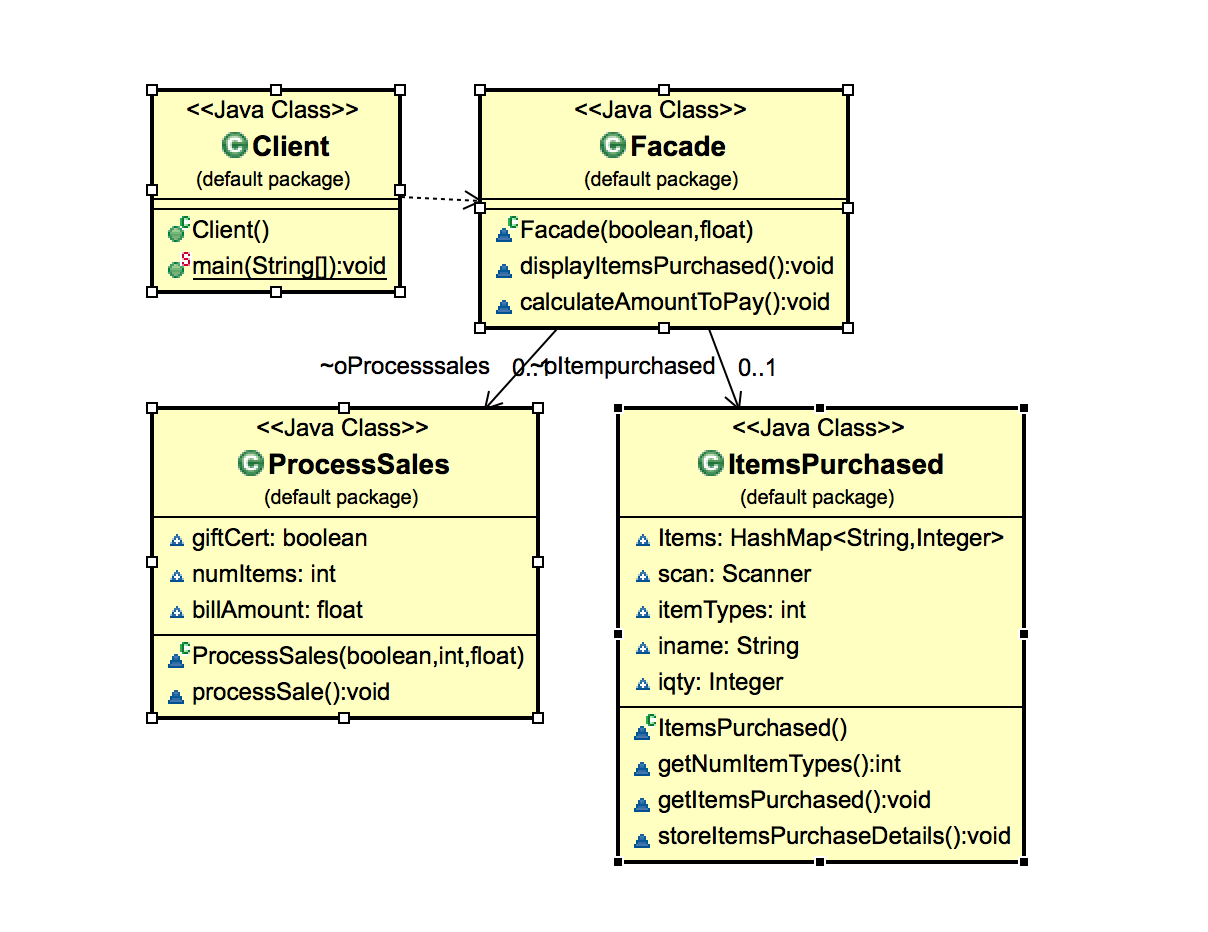 <<Java Class>>
Client
(default package)
Client()
main(String[]):void
<<Java Class>>
Facade
(default package)
Facade(boolean,float)
displayItemsPurchased():void
calculateAmountToPay():void
~oProcesssales
0..1
~oItempurchased
0..1
<<Java Class>>
ProcessSales
(default package)
giftCert: boolean
numItems: int
billAmount: float
ProcessSales(boolean,int,float)
processSale():void
<<Java Class>>
ItemsPurchased
(default package)
Items: HashMap<String,Integer>
scan: Scanner
itemTypes: int
iname: String
iqty: Integer
ItemsPurchased()
getNumItemTypes():int
getItemsPurchased():void
storeItemsPurchaseDetails():void